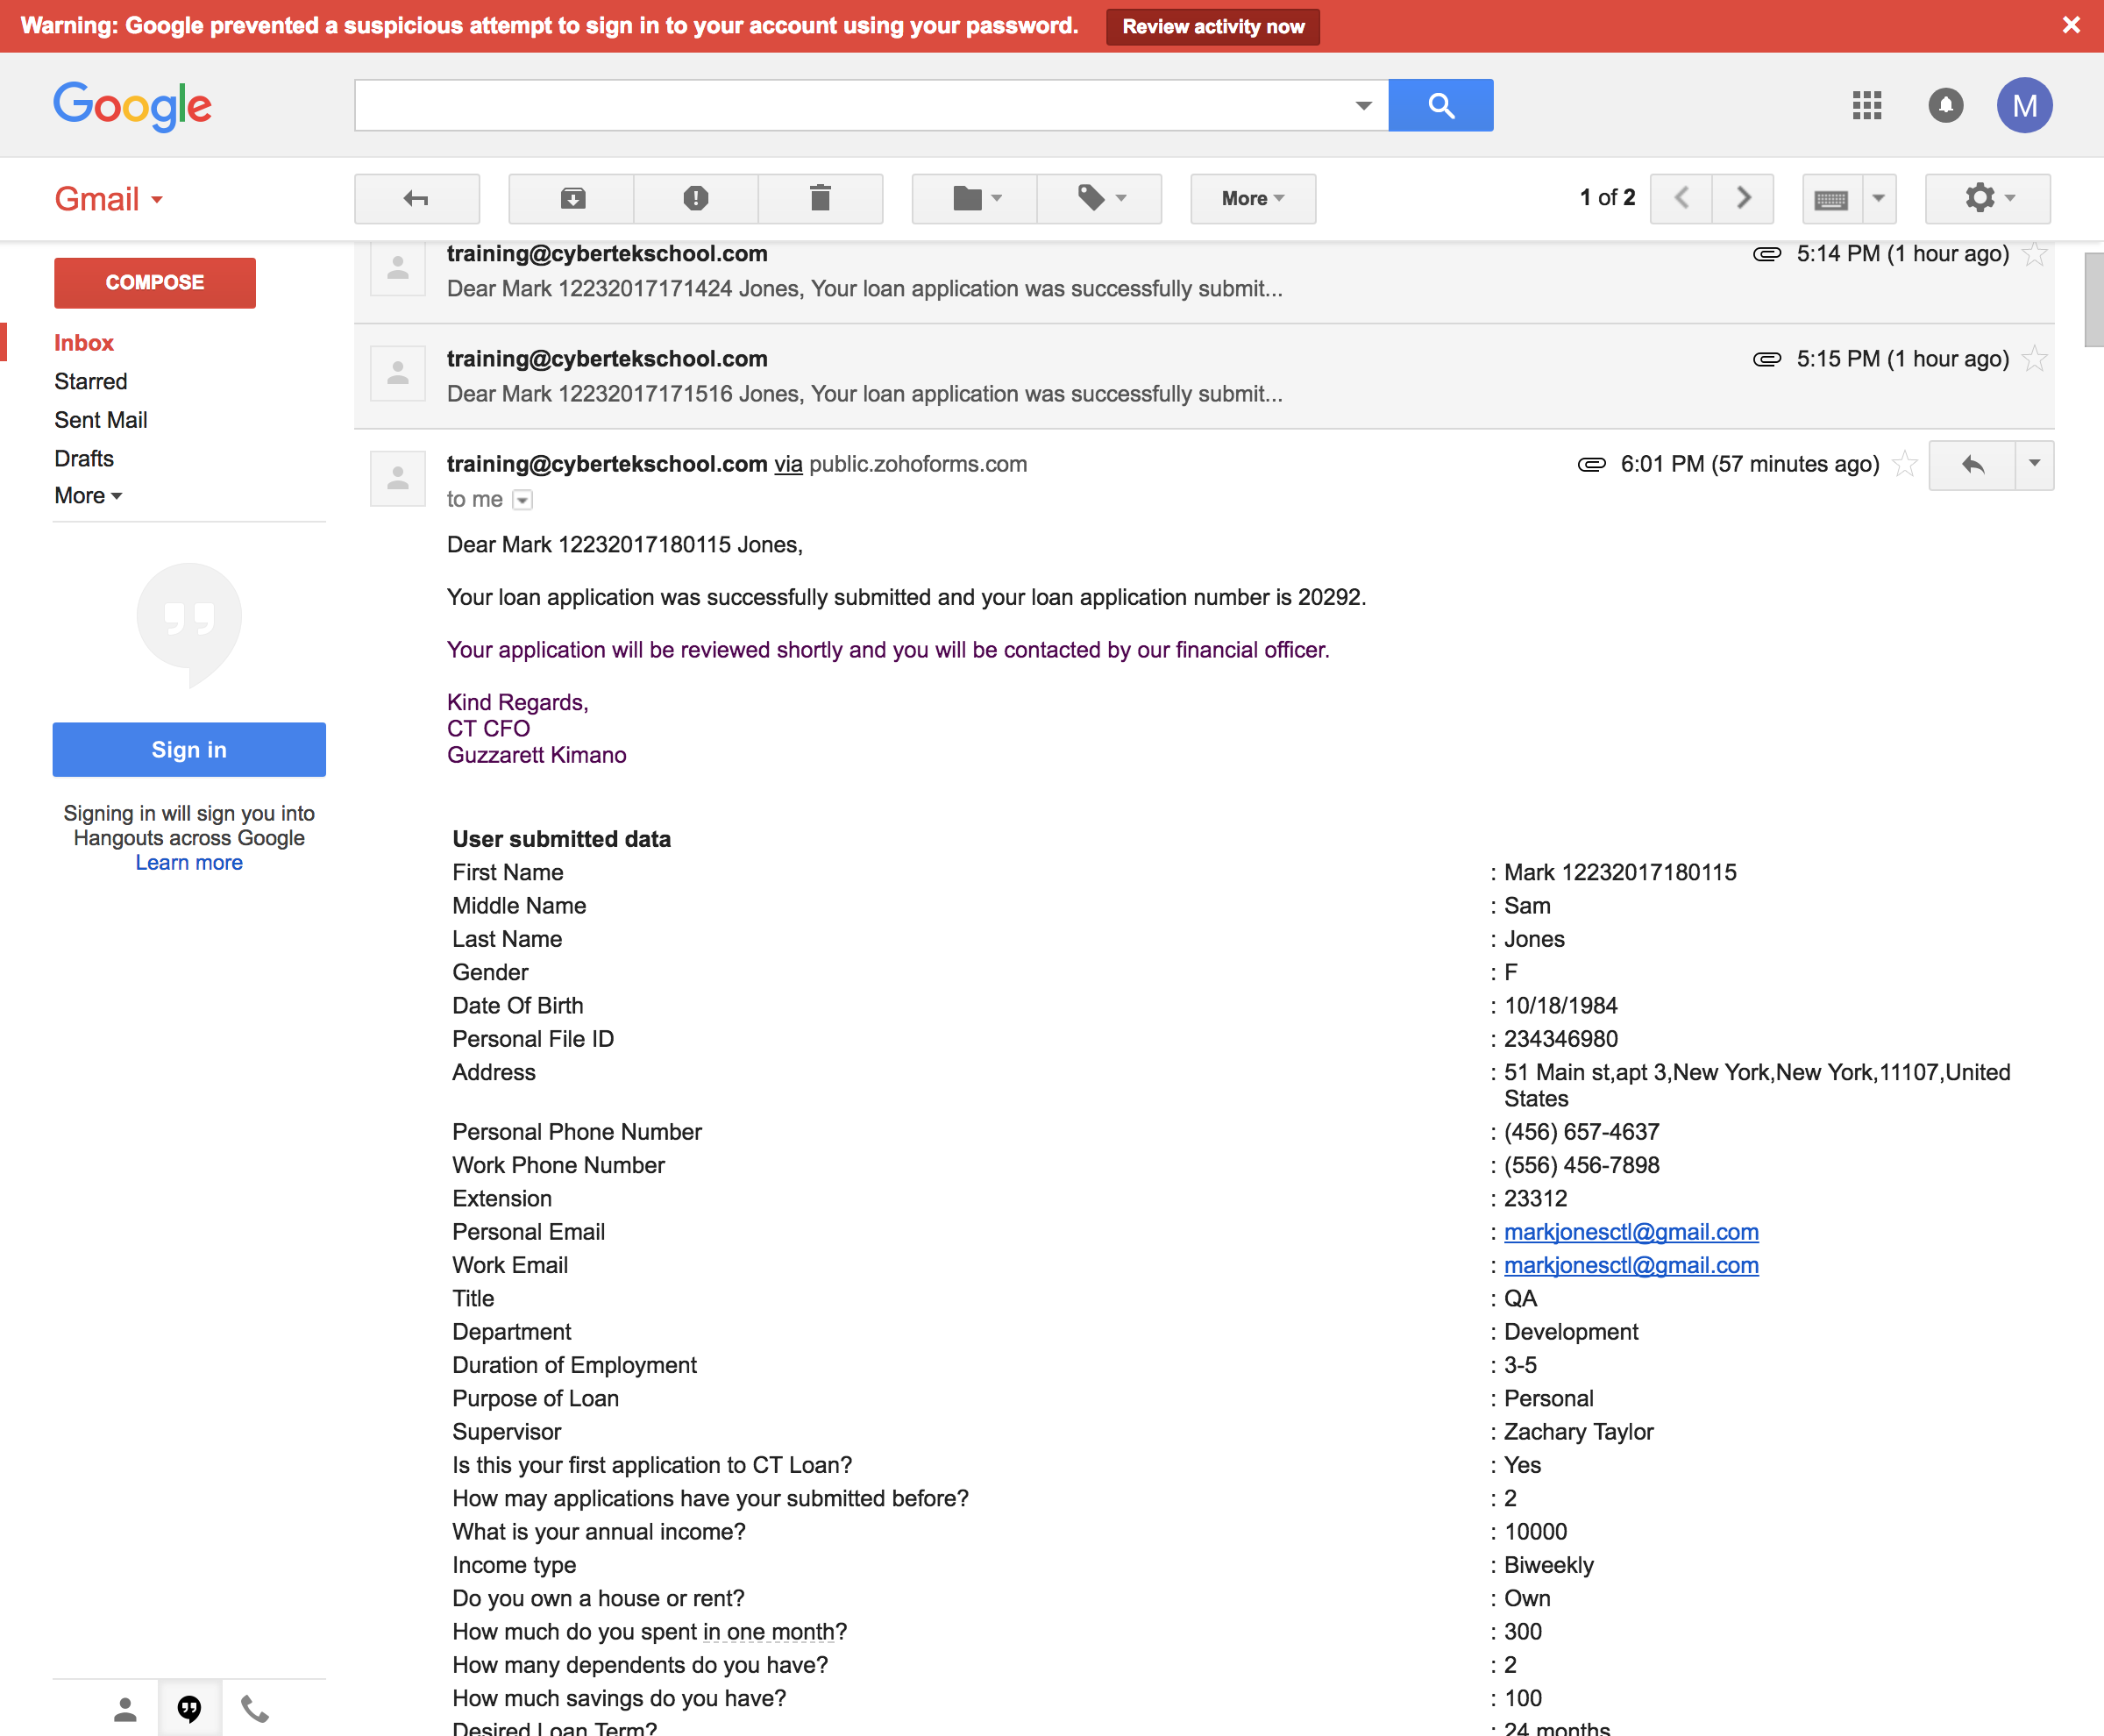 Warning: Google prevented a suspicious attempt to sign in to your account using your password. Review activity now
Google
M
Gmail
More
1 of 2
COMPOSE
Inbox
Starred
Sent Mail
Drafts
More
Sign in
Signing in will sign you into
Hangouts across Google
Learn more
training@cybertekschool.com 5:14 PM (1 hour ago)
Dear Mark 12232017171424 Jones, Your loan application was successfully submit...
training@cybertekschool.com 5:15 PM (1 hour ago)
Dear Mark 12232017171516 Jones, Your loan application was successfully submit...
training@cybertekschool.com via public.zohoforms.com 6:01 PM (57 minutes ago)
to me
Dear Mark 12232017180115 Jones,
Your loan application was successfully submitted and your loan application number is 20292.
Your application will be reviewed shortly and you will be contacted by our financial officer.
Kind Regards,
CT CFO
Guzzarett Kimano
User submitted data
First Name : Mark 12232017180115
Middle Name : Sam
Last Name : Jones
Gender : F
Date Of Birth : 10/18/1984
Personal File ID : 234346980
Address : 51 Main st,apt 3,New York,New York,11107,United
States
Personal Phone Number : (456) 657-4637
Work Phone Number : (556) 456-7898
Extension : 23312
Personal Email : markjonesctl@gmail.com
Work Email : markjonesctl@gmail.com
Title : QA
Department : Development
Duration of Employment : 3-5
Purpose of Loan : Personal
Supervisor : Zachary Taylor
Is this your first application to CT Loan? : Yes
How may applications have your submitted before? : 2
What is your annual income? : 10000
Income type : Biweekly
Do you own a house or rent? : Own
How much do you spent in one month? : 300
How many dependents do you have? : 2
How much savings do you have? : 100
Desired Loan Term? : 24 months